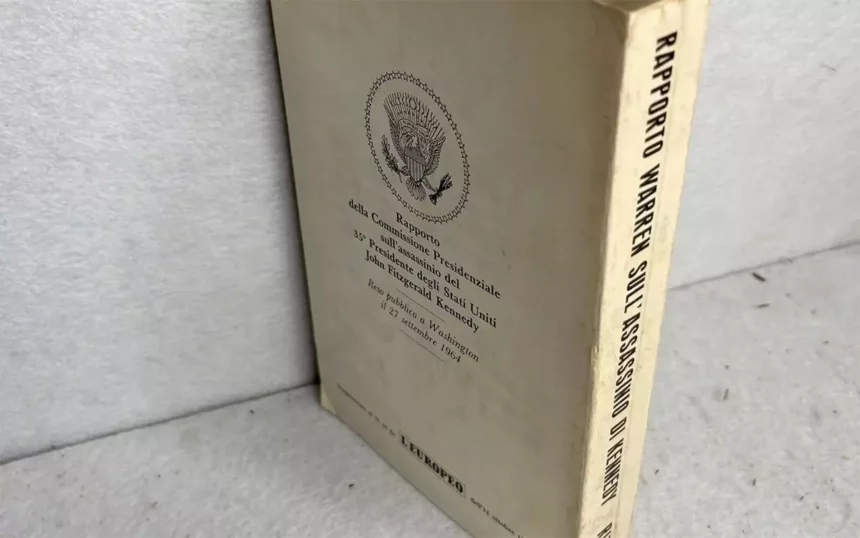 Rapporto
della Commissione Presidenziale
sull'assassinio del
35º Presidente degli Stati Uniti
John Fitzgerald Kennedy
Reso pubblico a Washington
il 27 settembre 1964
L'EUROPEO
RAPPORTO WARREN SULL'ASSASSINIO DI KENNEDY